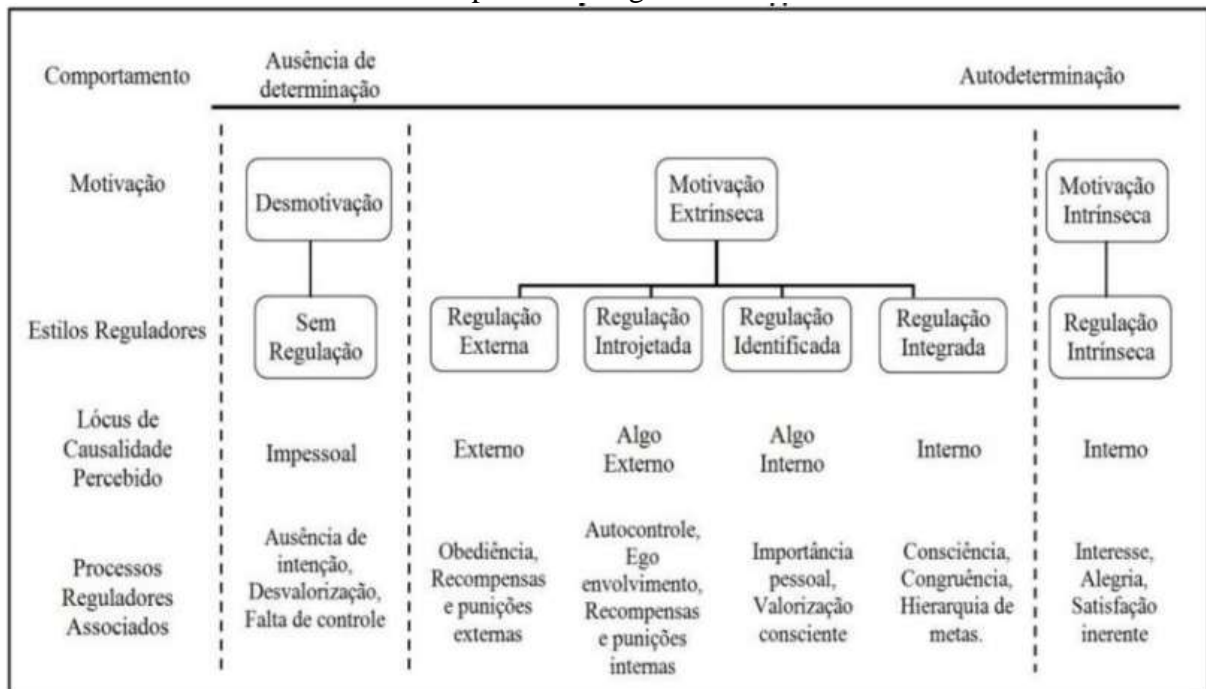 Comportamento
Ausência de
determinação
Autodeterminação
Motivação
Desmotivação
Motivação
Extrínseca
Motivação
Intrínseca
Estilos Reguladores
Sem
Regulação
Regulação
Externa
Regulação
Introjetada
Regulação
Identificada
Regulação
Integrada
Regulação
Intrínseca
Lócus de
Causalidade
Percebido
Impessoal
Externo
Algo
Externo
Algo
Interno
Interno
Interno
Processos
Reguladores
Associados
Ausência de
intenção,
Desvalorização,
Falta de controle
Obediência,
Recompensas
e punições
externas
Autocontrole,
Ego
envolvimento,
Recompensas
e punições
internas
Importância
pessoal,
Valorização
consciente
Consciência,
Congruência,
Hierarquia de
metas.
Interesse,
Alegria,
Satisfação
inerente